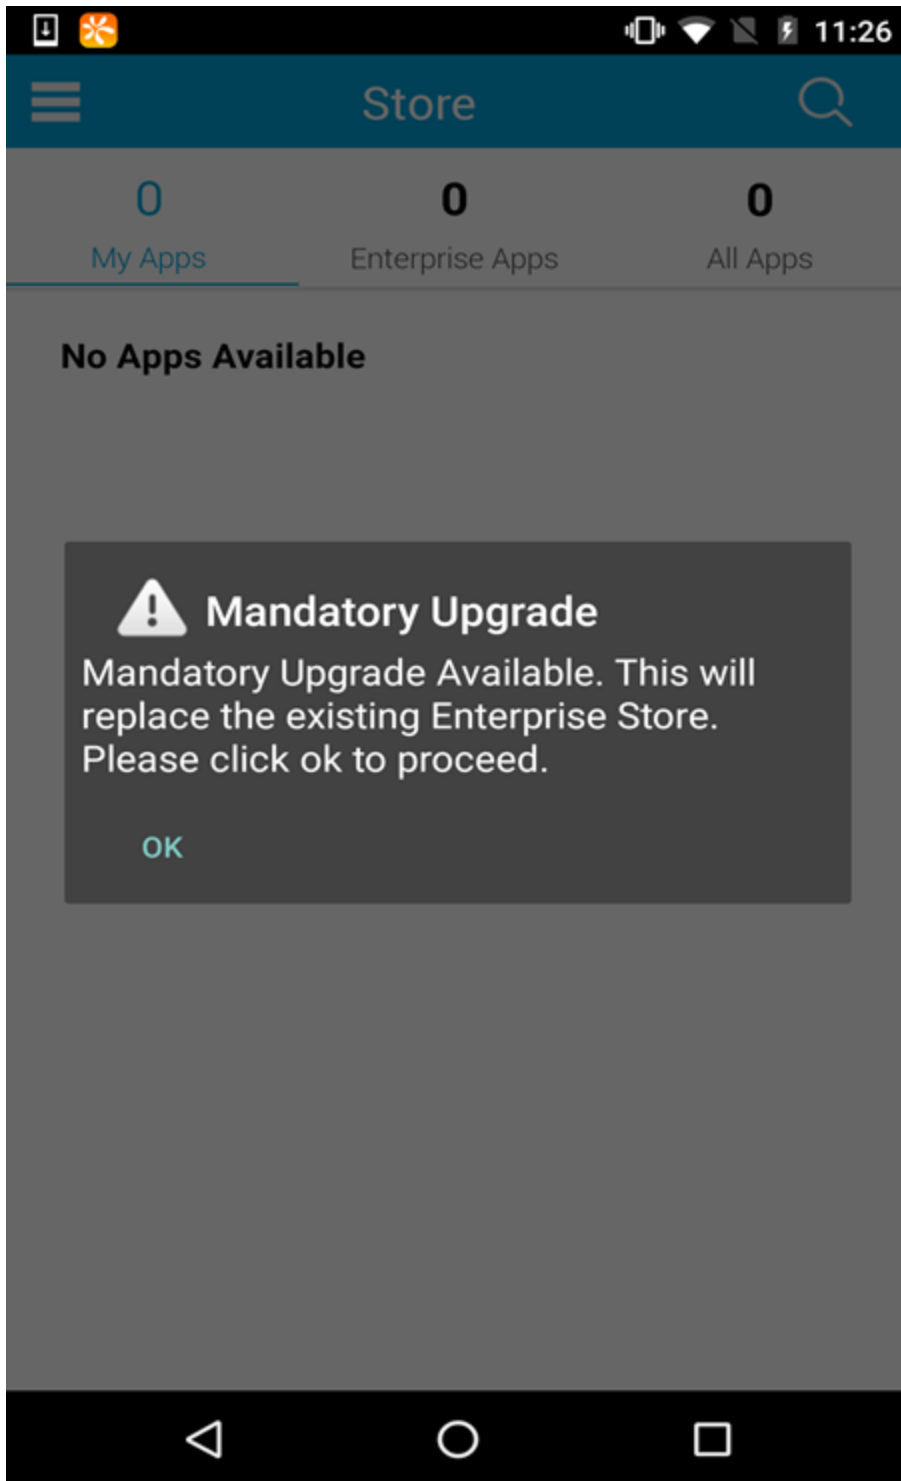 11:26
Store
0 0 0
My Apps Enterprise Apps All Apps
No Apps Available
Mandatory Upgrade
Mandatory Upgrade Available. This will
replace the existing Enterprise Store.
Please click ok to proceed.
OK